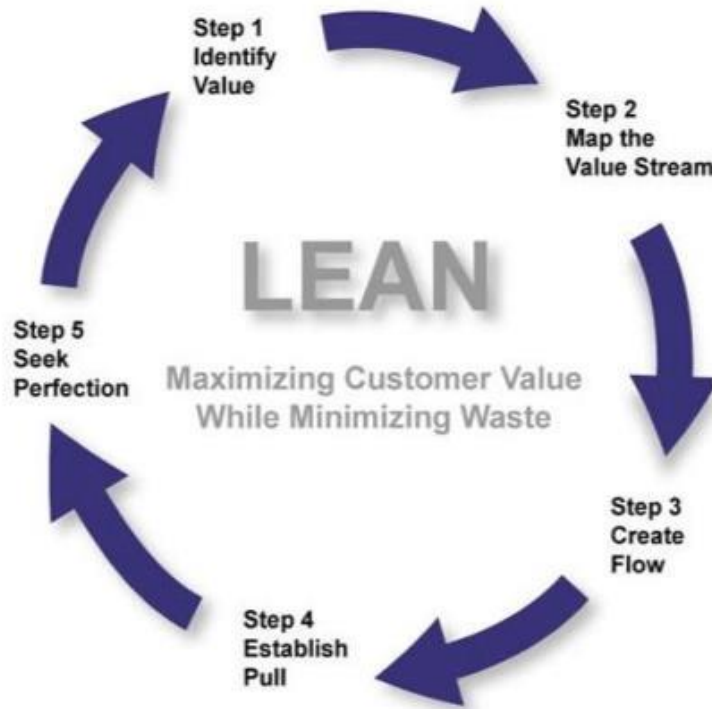 Step 1
Identify
Value
Step 2
Map the
Value Stream
LEAN
Maximizing Customer Value
While Minimizing Waste
Step 3
Create
Flow
Step 4
Establish
Pull
Step 5
Seek
Perfection